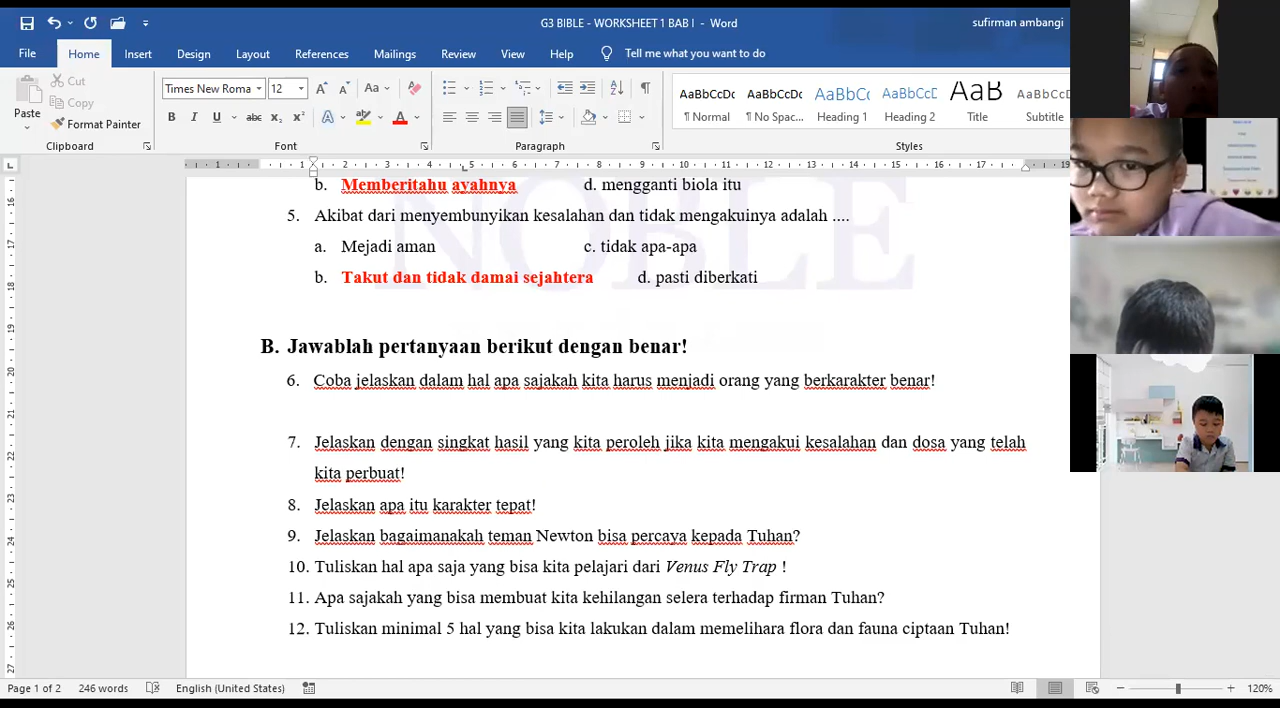 G3 BIBLE - WORKSHEET 1 BAB I - Word
sufirman ambangi
File Home Insert Design Layout References Mailings Review View Help Tell me what you want to do
Paste
Cut
Copy
Format Painter
Clipboard
Times New Roma 12
Font
Paragraph
AaBbCcDc AaBbCcDc AaBbCc AaBbCcD AaB AaBbCcD
¶ Normal ¶ No Spac... Heading 1 Heading 2 Title Subtitle
Styles
NOBLE
b. Memberitahu ayahnya d. mengganti biola itu
5. Akibat dari menyembunyikan kesalahan dan tidak mengakuinya adalah ....
a. Mejadi aman c. tidak apa-apa
b. Takut dan tidak damai sejahtera d. pasti diberkati
B. Jawablah pertanyaan berikut dengan benar!
6. Coba jelaskan dalam hal apa sajakah kita harus menjadi orang yang berkarakter benar!
7. Jelaskan dengan singkat hasil yang kita peroleh jika kita mengakui kesalahan dan dosa yang telah
kita perbuat!
8. Jelaskan apa itu karakter tepat!
9. Jelaskan bagaimanakah teman Newton bisa percaya kepada Tuhan?
10. Tuliskan hal apa saja yang bisa kita pelajari dari Venus Fly Trap !
11. Apa sajakah yang bisa membuat kita kehilangan selera terhadap firman Tuhan?
12. Tuliskan minimal 5 hal yang bisa kita lakukan dalam memelihara flora dan fauna ciptaan Tuhan!
Page 1 of 2 246 words English (United States) 120%